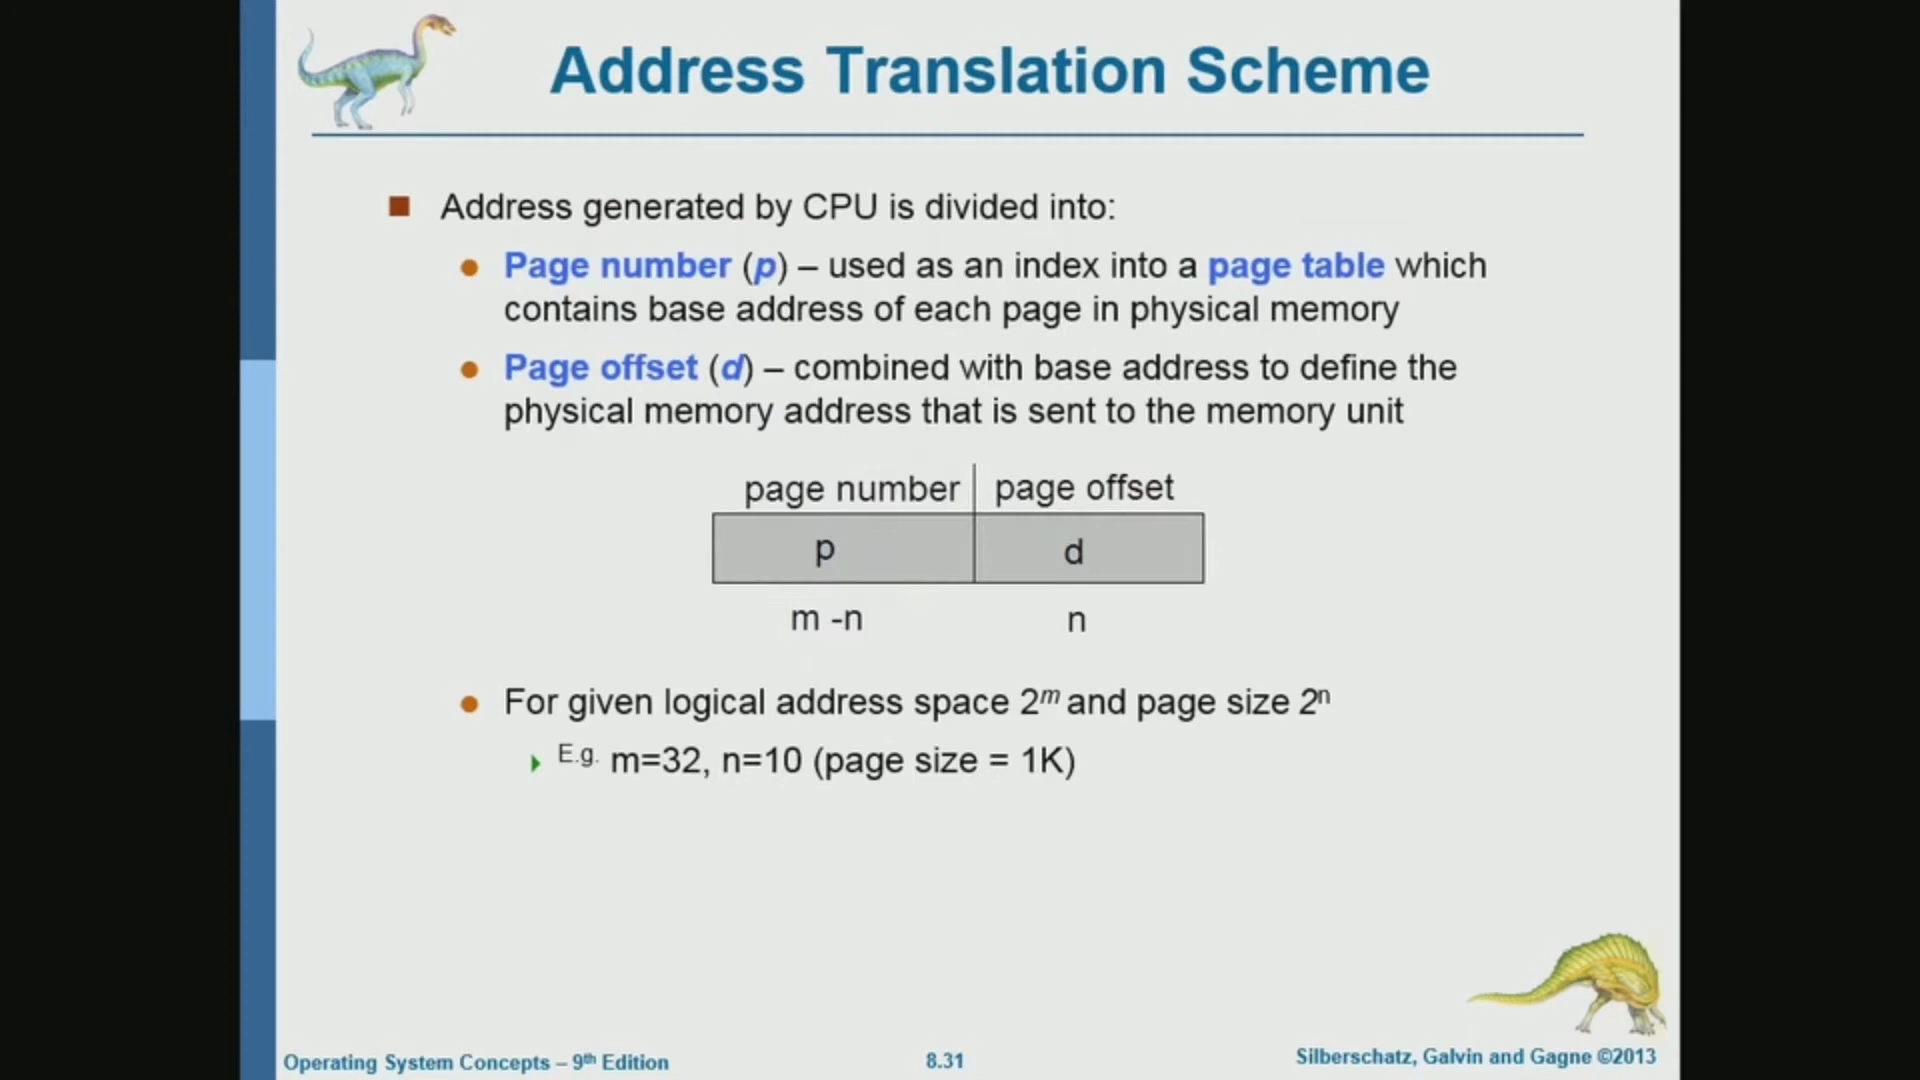 Address Translation Scheme
Address generated by CPU is divided into:
Page number (p) – used as an index into a page table which
contains base address of each page in physical memory
Page offset (d) – combined with base address to define the
physical memory address that is sent to the memory unit
page number page offset
p d
m -n n
For given logical address space 2^m and page size 2^n
E.g. m=32, n=10 (page size = 1K)
Operating System Concepts – 9th Edition 8.31 Silberschatz, Galvin and Gagne ©2013